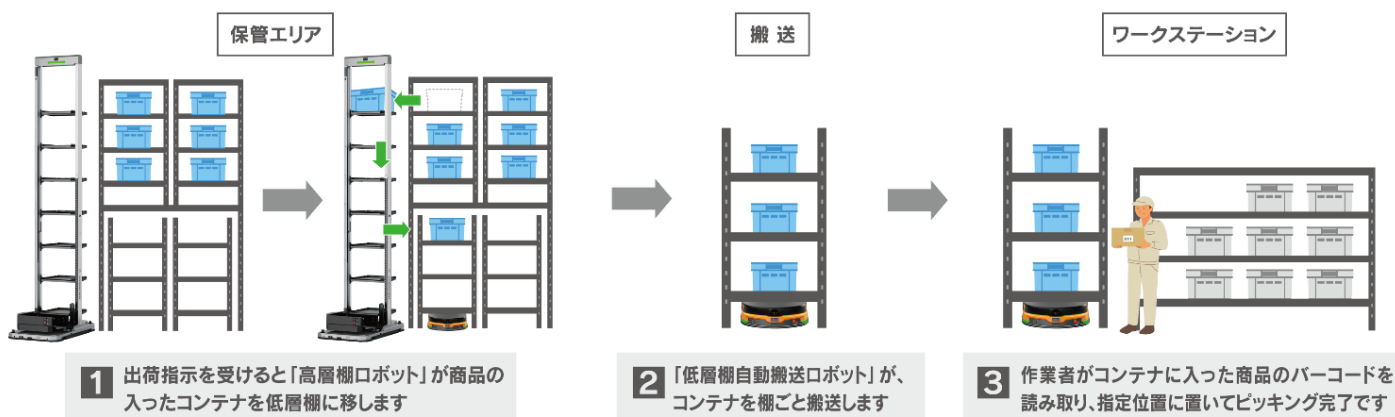 保管エリア
搬 送
ワークステーション
1 出荷指示を受けると「高層棚ロボット」が商品の
入ったコンテナを低層棚に移します
2 「低層棚自動搬送ロボット」が、
コンテナを棚ごと搬送します
3 作業者がコンテナに入った商品のバーコードを
読み取り、指定位置に置いてピッキング完了です